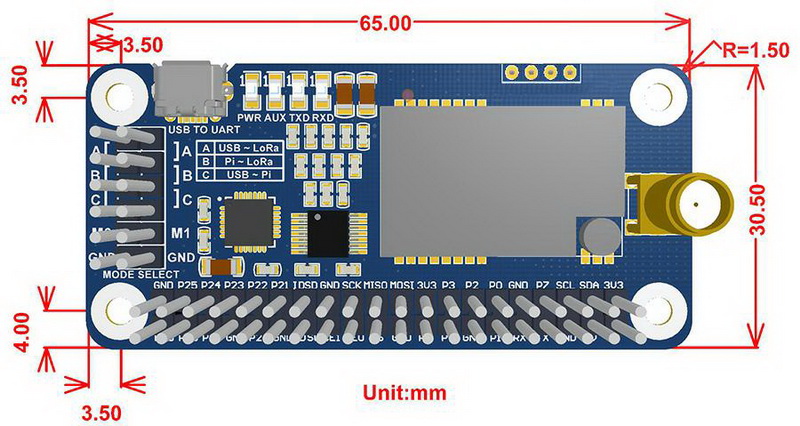 65.00
3.50
R=1.50
3.50
PWR AUX TXD RXD
USB TO UART
A USB ~ LoRa
B Pi ~ LoRa
C USB ~ Pi
A
]A
B
]B
C
]C
M1
GND
MODE SELECT
30.50
GND P25 P24 P23 P22 P21 IDSD GND SCK MISO MOSI 3V3 P3 P2 P0 GND P7 SCL SDA 3V3
4.00
3.50
Unit:mm